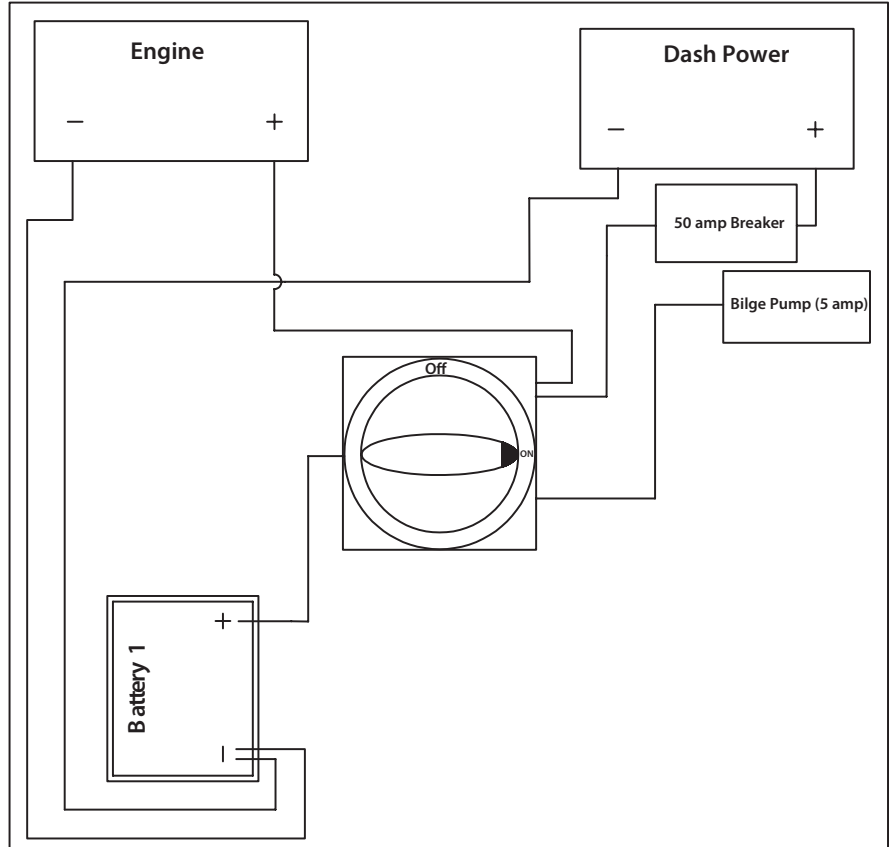 Engine
Dash Power
− +
− +
50 amp Breaker
Bilge Pump (5 amp)
Off
ON
+
Battery 1
−